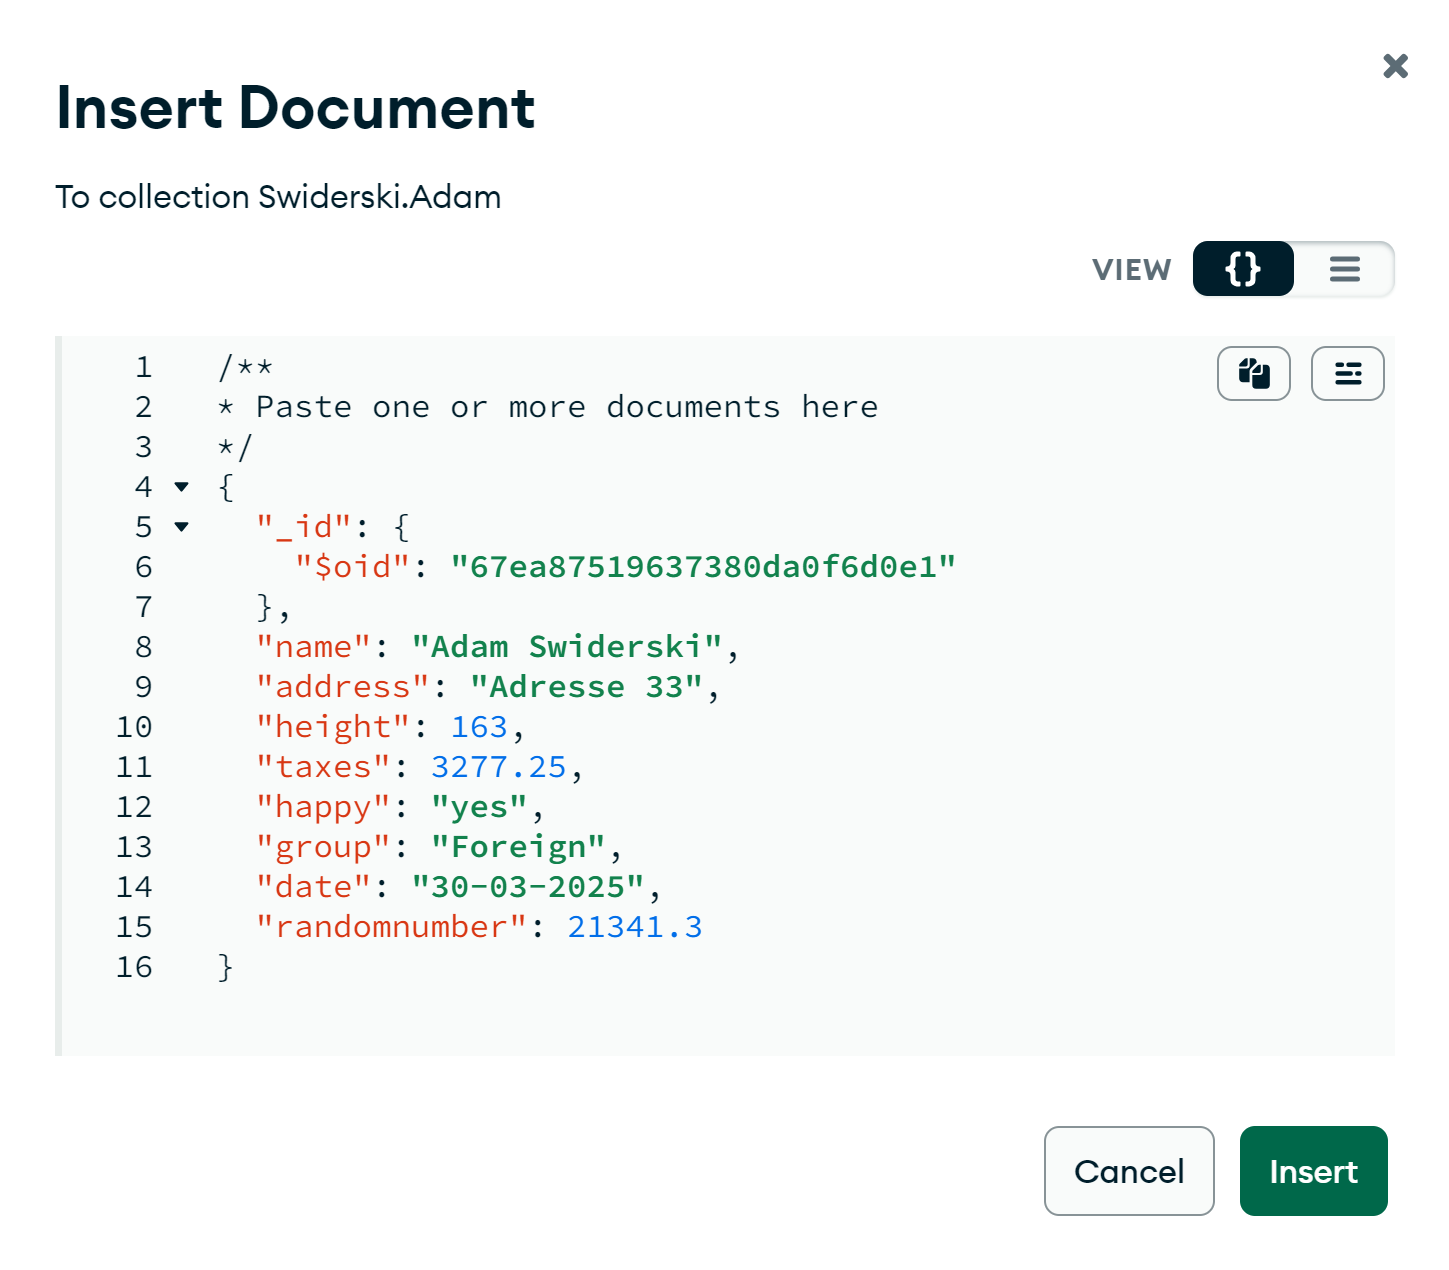 Insert Document
To collection Swiderski.Adam
VIEW {}
1 /**
2 * Paste one or more documents here
3 */
4 {
5 "_id": {
6 "$oid": "67ea87519637380da0f6d0e1"
7 },
8 "name": "Adam Swiderski",
9 "address": "Adresse 33",
10 "height": 163,
11 "taxes": 3277.25,
12 "happy": "yes",
13 "group": "Foreign",
14 "date": "30-03-2025",
15 "randomnumber": 21341.3
16 }
Cancel Insert